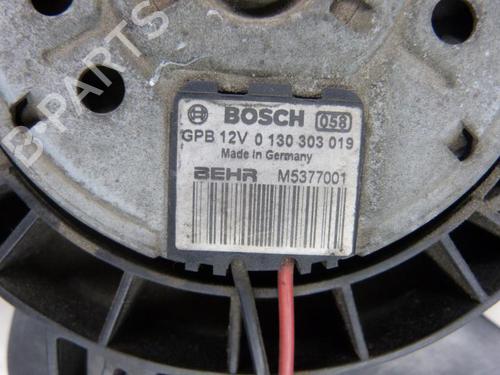 B-PARTS
BOSCH 058
GPB 12V 0 130 303 019
Made in Germany
BEHR M5377001